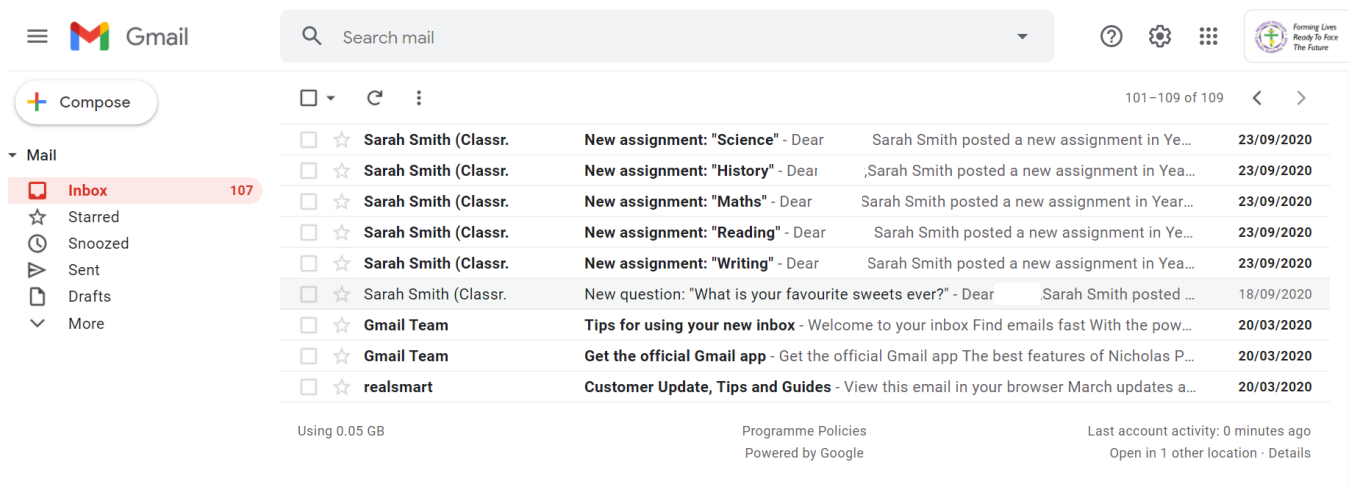 Gmail
Search mail
Forming Lives
Ready To Face
The Future
Compose
101–109 of 109
Mail
Inbox 107
Starred
Snoozed
Sent
Drafts
More
Sarah Smith (Classr. New assignment: "Science" - Dear Sarah Smith posted a new assignment in Ye... 23/09/2020
Sarah Smith (Classr. New assignment: "History" - Dear ,Sarah Smith posted a new assignment in Yea... 23/09/2020
Sarah Smith (Classr. New assignment: "Maths" - Dear Sarah Smith posted a new assignment in Year... 23/09/2020
Sarah Smith (Classr. New assignment: "Reading" - Dear Sarah Smith posted a new assignment in Ye... 23/09/2020
Sarah Smith (Classr. New assignment: "Writing" - Dear Sarah Smith posted a new assignment in Yea... 23/09/2020
Sarah Smith (Classr. New question: "What is your favourite sweets ever?" - Dear ,Sarah Smith posted ... 18/09/2020
Gmail Team Tips for using your new inbox - Welcome to your inbox Find emails fast With the pow... 20/03/2020
Gmail Team Get the official Gmail app - Get the official Gmail app The best features of Nicholas P... 20/03/2020
realsmart Customer Update, Tips and Guides - View this email in your browser March updates a... 20/03/2020
Using 0.05 GB Programme Policies Last account activity: 0 minutes ago
Powered by Google Open in 1 other location · Details